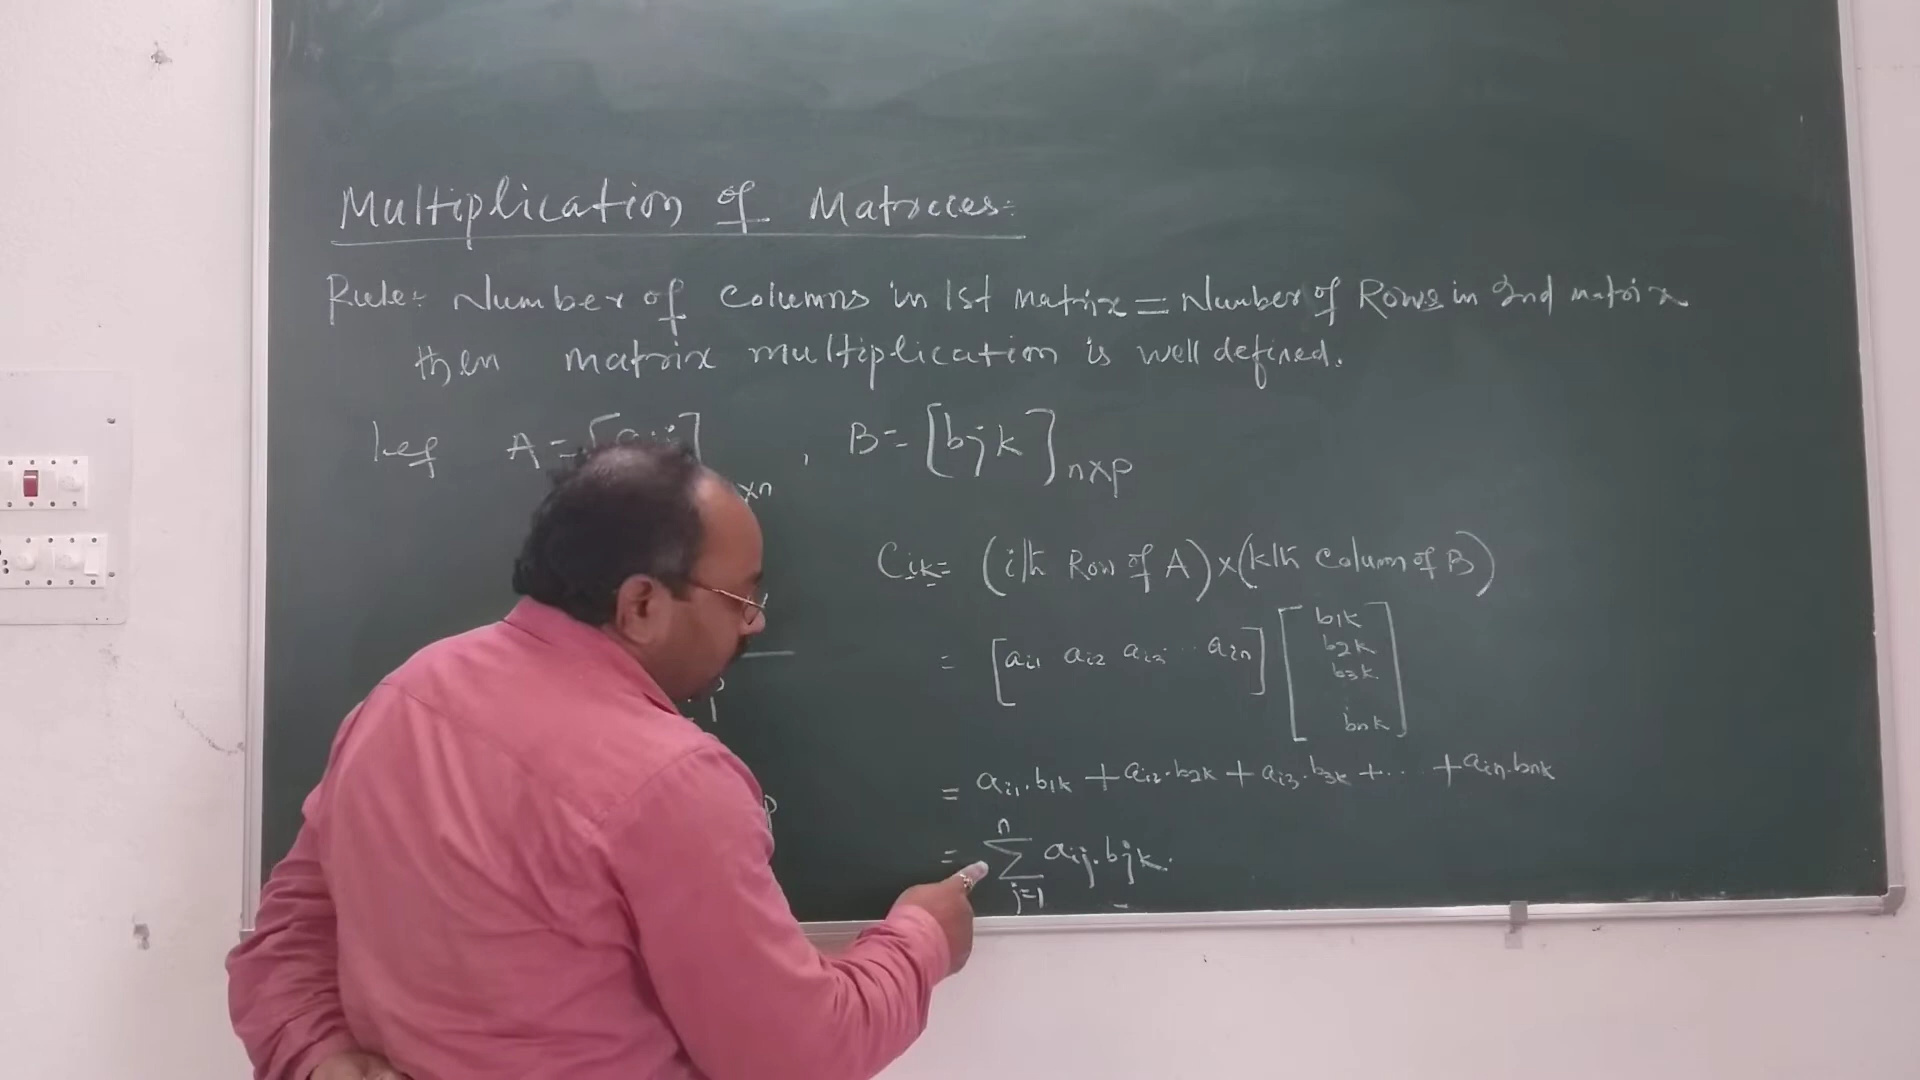 Multiplication of Matrices:
Rule: Number of columns in 1st matrix = Number of Rows in 2nd matrix
then matrix multiplication is well defined.
let A = [aij] xn , B = [bjk]nxp
Cik = (ith Row of A) x (kth Column of B)
= [ai1 ai2 ai3 ... ain] [b1k b2k b3k . bnk]
= ai1.b1k + ai2.b2k + ai3.b3k + ... + ain.bnk
= n∑j=1 aij.bjk.